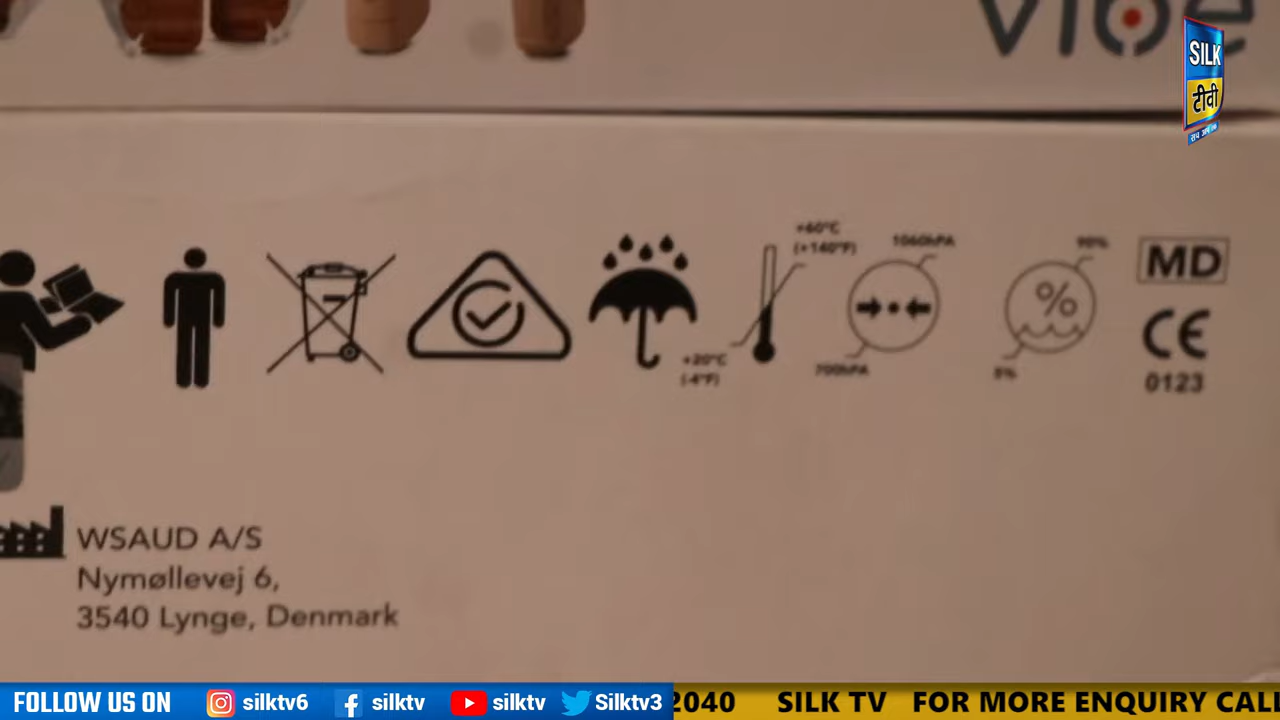 vibe
SILK
टीवी
+60°C
(+140°F)
1060hPA
90%
MD
%
CE
+20°C
(-4°F)
700hPA
5%
0123
WSAUD A/S
Nymøllevej 6,
3540 Lynge, Denmark
FOLLOW US ON silktv6 silktv silktv Silktv3 2040 SILK TV FOR MORE ENQUIRY CALL